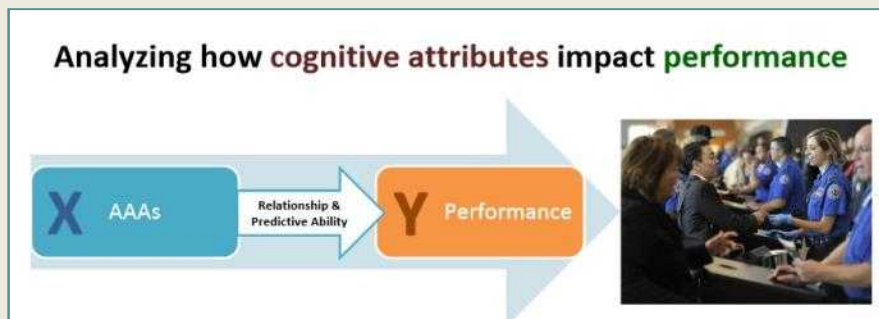 Analyzing how cognitive attributes impact performance
X AAAs
Relationship &
Predictive Ability
Y Performance